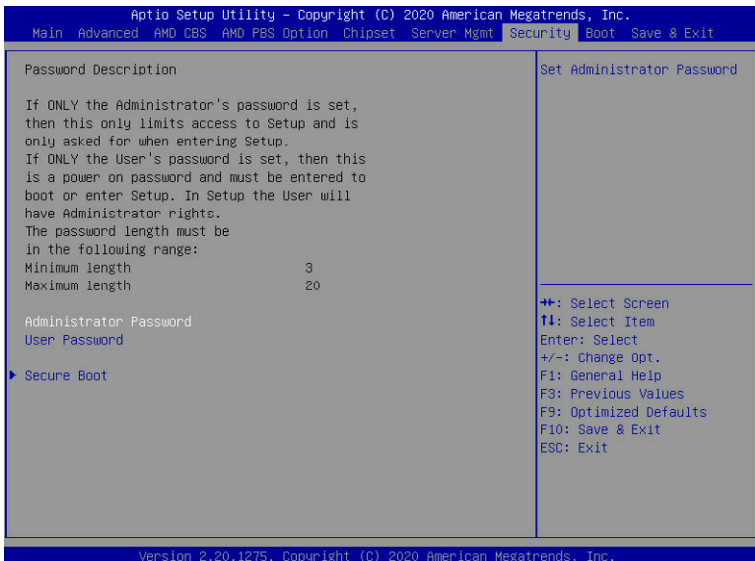 Aptio Setup Utility – Copyright (C) 2020 American Megatrends, Inc.
Main Advanced AMD CBS AMD PBS Option Chipset Server Mgmt Security Boot Save & Exit
Password Description
If ONLY the Administrator's password is set,
then this only limits access to Setup and is
only asked for when entering Setup.
If ONLY the User's password is set, then this
is a power on password and must be entered to
boot or enter Setup. In Setup the User will
have Administrator rights.
The password length must be
in the following range:
Minimum length 3
Maximum length 20
Administrator Password
User Password
Secure Boot
Set Administrator Password
→←: Select Screen
↑↓: Select Item
Enter: Select
+/-: Change Opt.
F1: General Help
F3: Previous Values
F9: Optimized Defaults
F10: Save & Exit
ESC: Exit
Version 2.20.1275. Copyright (C) 2020 American Megatrends, Inc.